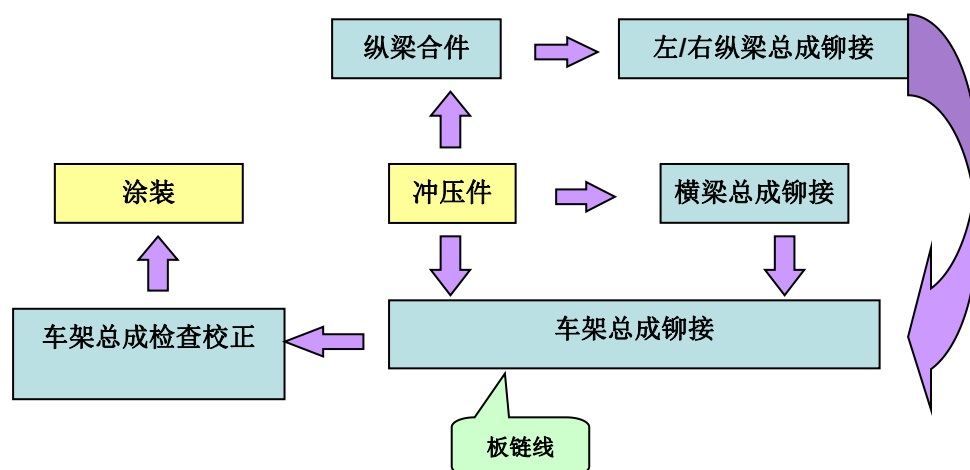 纵梁合件
左/右纵梁总成铆接
涂装
冲压件
横梁总成铆接
车架总成检查校正
车架总成铆接
板链线